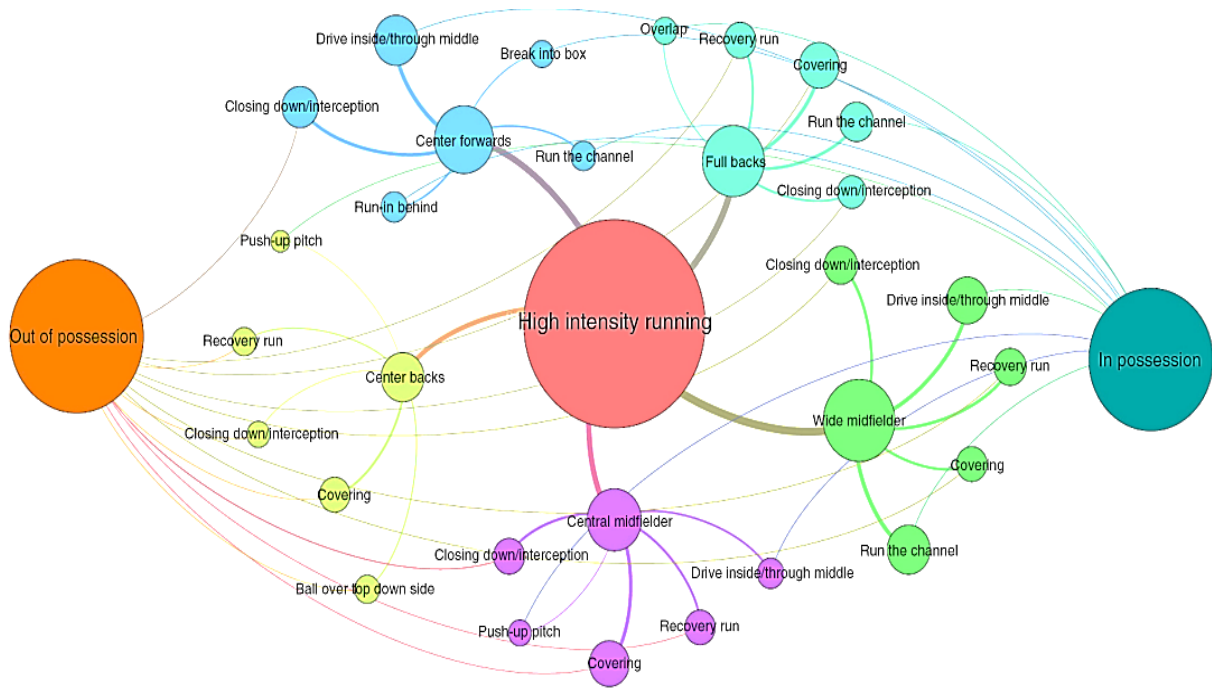 Drive inside/through middle
Break into box
Overlap
Recovery run
Covering
Closing down/interception
Center forwards
Run the channel
Run the channel
Full backs
Run-in behind
Closing down/interception
Push-up pitch
Closing down/interception
Drive inside/through middle
High intensity running
Out of possession
Recovery run
In possession
Recovery run
Center backs
Wide midfielder
Closing down/interception
Covering
Covering
Central midfielder
Closing down/interception
Run the channel
Drive inside/through middle
Ball over top down side
Push-up pitch
Recovery run
Covering